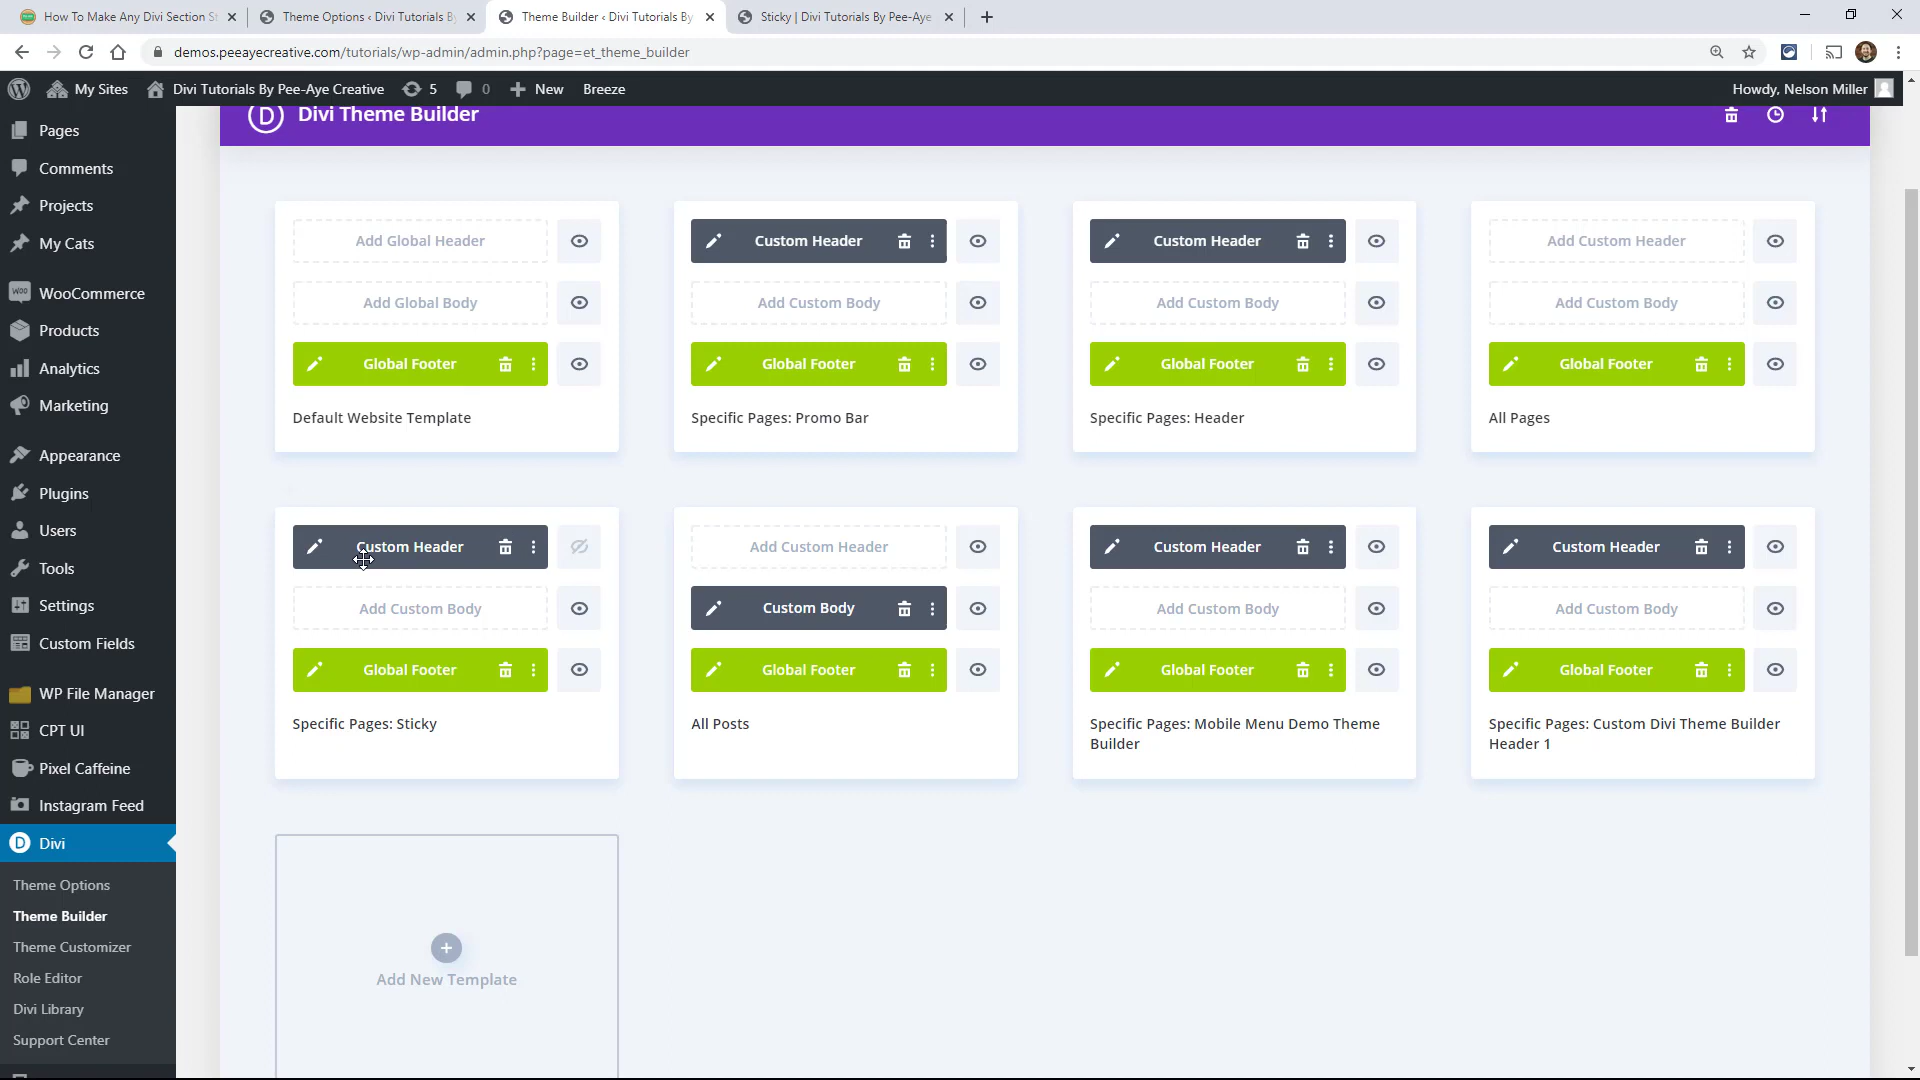 How To Make Any Divi Section St
Theme Options ‹ Divi Tutorials By
Theme Builder ‹ Divi Tutorials By
Sticky | Divi Tutorials By Pee-Aye
demos.peeayecreative.com/tutorials/wp-admin/admin.php?page=et_theme_builder
My Sites
Divi Tutorials By Pee-Aye Creative
5
0
New
Breeze
Howdy, Nelson Miller
Pages
Comments
Projects
My Cats
WooCommerce
Products
Analytics
Marketing
Appearance
Plugins
Users
Tools
Settings
Custom Fields
WP File Manager
CPT UI
Pixel Caffeine
Instagram Feed
D Divi
Theme Options
Theme Builder
Theme Customizer
Role Editor
Divi Library
Support Center
D Divi Theme Builder
Add Global Header
Add Global Body
Global Footer
Default Website Template
Custom Header
Add Custom Body
Global Footer
Specific Pages: Promo Bar
Custom Header
Add Custom Body
Global Footer
Specific Pages: Header
Add Custom Header
Add Custom Body
Global Footer
All Pages
Custom Header
Add Custom Body
Global Footer
Specific Pages: Sticky
Add Custom Header
Custom Body
Global Footer
All Posts
Custom Header
Add Custom Body
Global Footer
Specific Pages: Mobile Menu Demo Theme
Builder
Custom Header
Add Custom Body
Global Footer
Specific Pages: Custom Divi Theme Builder
Header 1
Add New Template